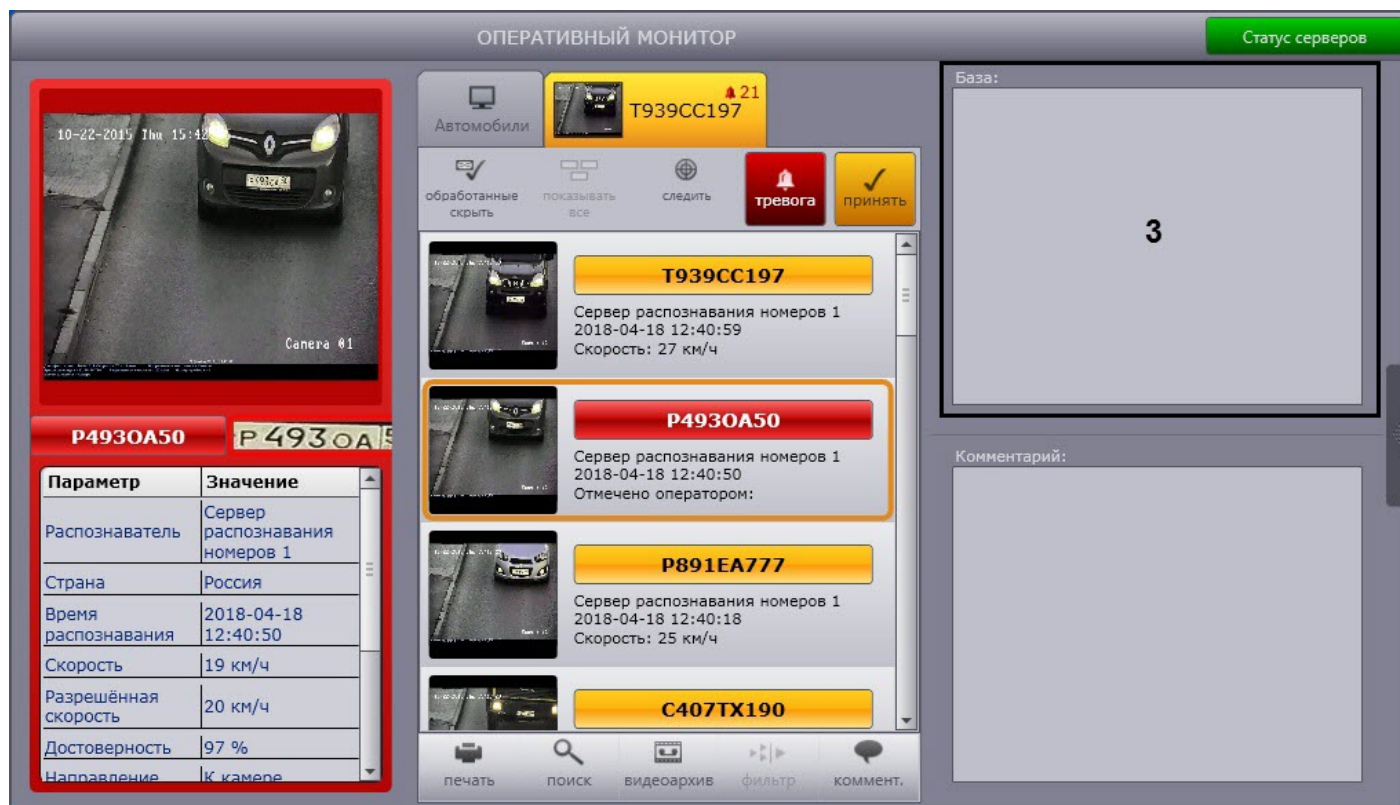 ОПЕРАТИВНЫЙ МОНИТОР
Статус серверов
10-22-2015 Thu 15:42
Camera 01
P493OA50
P 493 OA 5
Параметр Значение
Распознаватель Сервер
распознавания
номеров 1
Страна Россия
Время
распознавания 2018-04-18
12:40:50
Скорость 19 км/ч
Разрешённая
скорость 20 км/ч
Достоверность 97 %
Направление К камере
Автомобили
T939CC197
21
обработанные
скрыть
показывать
все
следить
тревога
принять
T939CC197
Сервер распознавания номеров 1
2018-04-18 12:40:59
Скорость: 27 км/ч
P493OA50
Сервер распознавания номеров 1
2018-04-18 12:40:50
Отмечено оператором:
P891EA777
Сервер распознавания номеров 1
2018-04-18 12:40:18
Скорость: 25 км/ч
C407TX190
печать
поиск
видеоархив
фильтр
коммент.
База:
3
Комментарий: